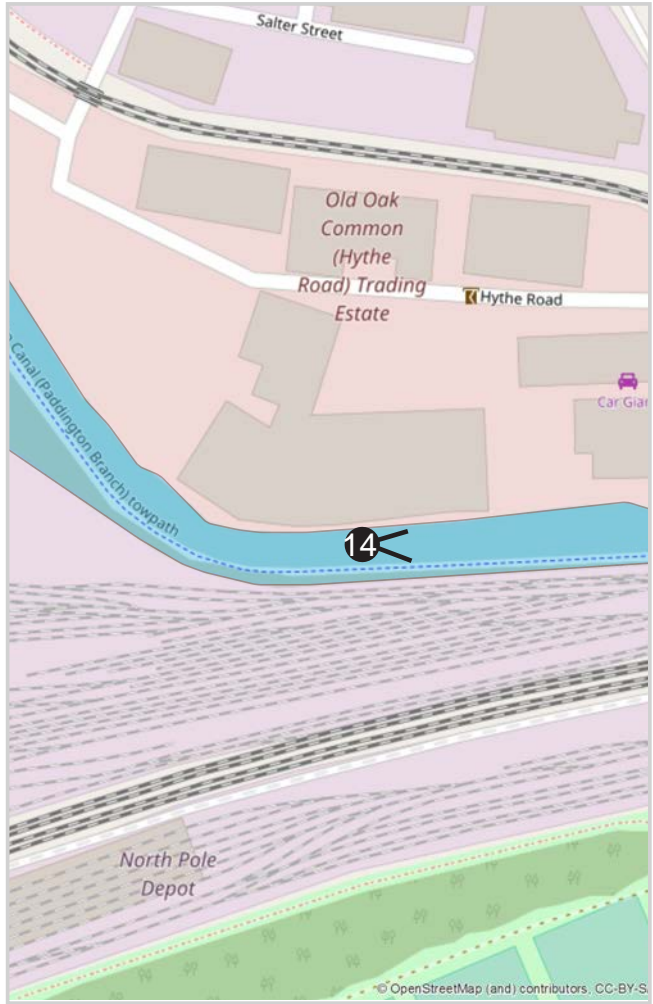 Salter Street
Old Oak
Common
(Hythe
Road) Trading
Estate
Hythe Road
Car Gian
Canal (Paddington Branch) towpath
14
North Pole
Depot
© OpenStreetMap (and) contributors, CC-BY-S